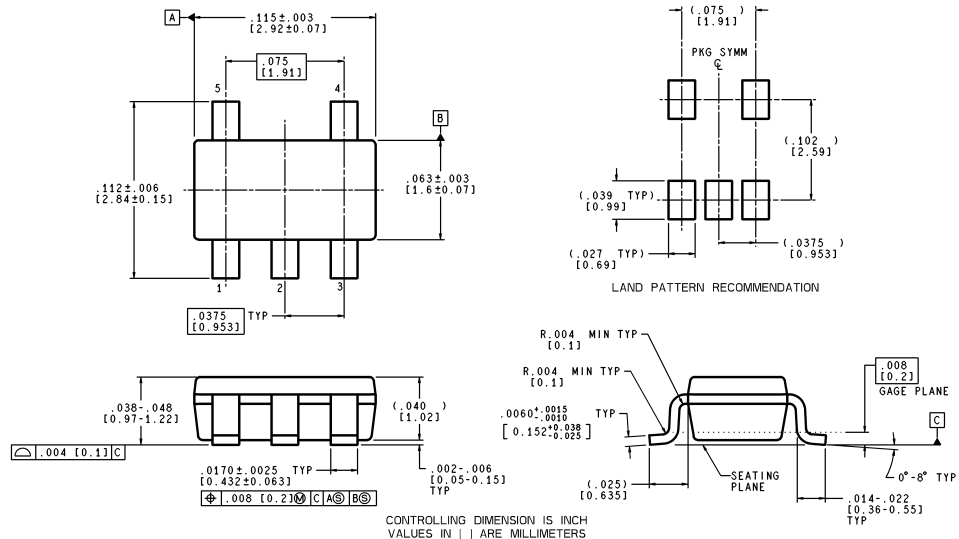 A
.115±.003
[2.92±0.07]
.075
[1.91]
5
4
B
.112±.006
[2.84±0.15]
.063±.003
[1.6±0.07]
1
2
3
.0375 TYP
[0.953]
(.075 )
[1.91]
PKG SYMM
℄
(.102 )
[2.59]
(.039 TYP)
[0.99]
(.027 TYP)
[0.69]
(.0375 )
[0.953]
LAND PATTERN RECOMMENDATION
.038-.048
[0.97-1.22]
(.040 )
[1.02]
⌓ .004 [0.1] C
.0170±.0025 TYP
[0.432±0.063]
⌖ .008 [0.2]Ⓜ C AⓈ BⓈ
.002-.006
[0.05-0.15]
TYP
R.004 MIN TYP
[0.1]
R.004 MIN TYP
[0.1]
.0060+.0015 -.0010 TYP
[ 0.152+0.038 -0.025 ]
.008
[0.2]
GAGE PLANE
C
(.025)
[0.635]
SEATING
PLANE
0°-8° TYP
.014-.022
[0.36-0.55]
TYP
CONTROLLING DIMENSION IS INCH
VALUES IN [ ] ARE MILLIMETERS